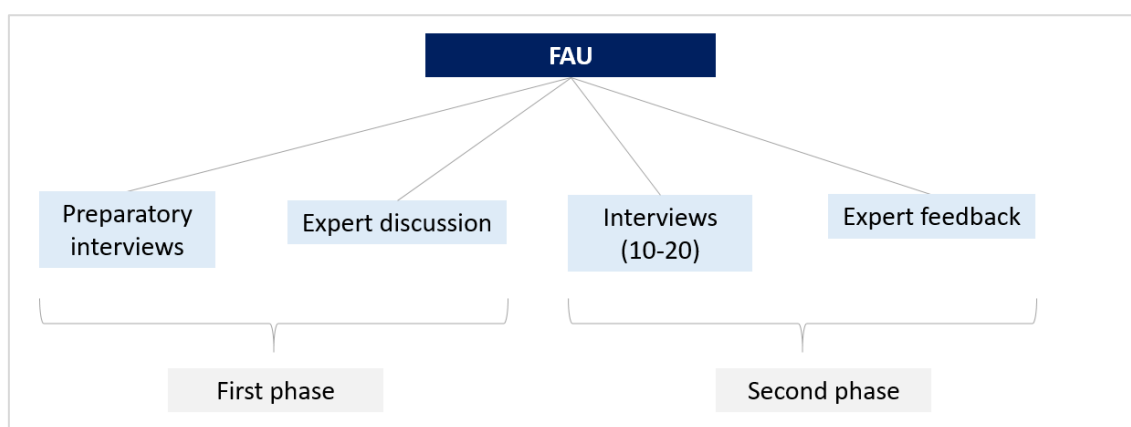 FAU
Preparatory
interviews
Expert discussion
Interviews
(10-20)
Expert feedback
First phase
Second phase